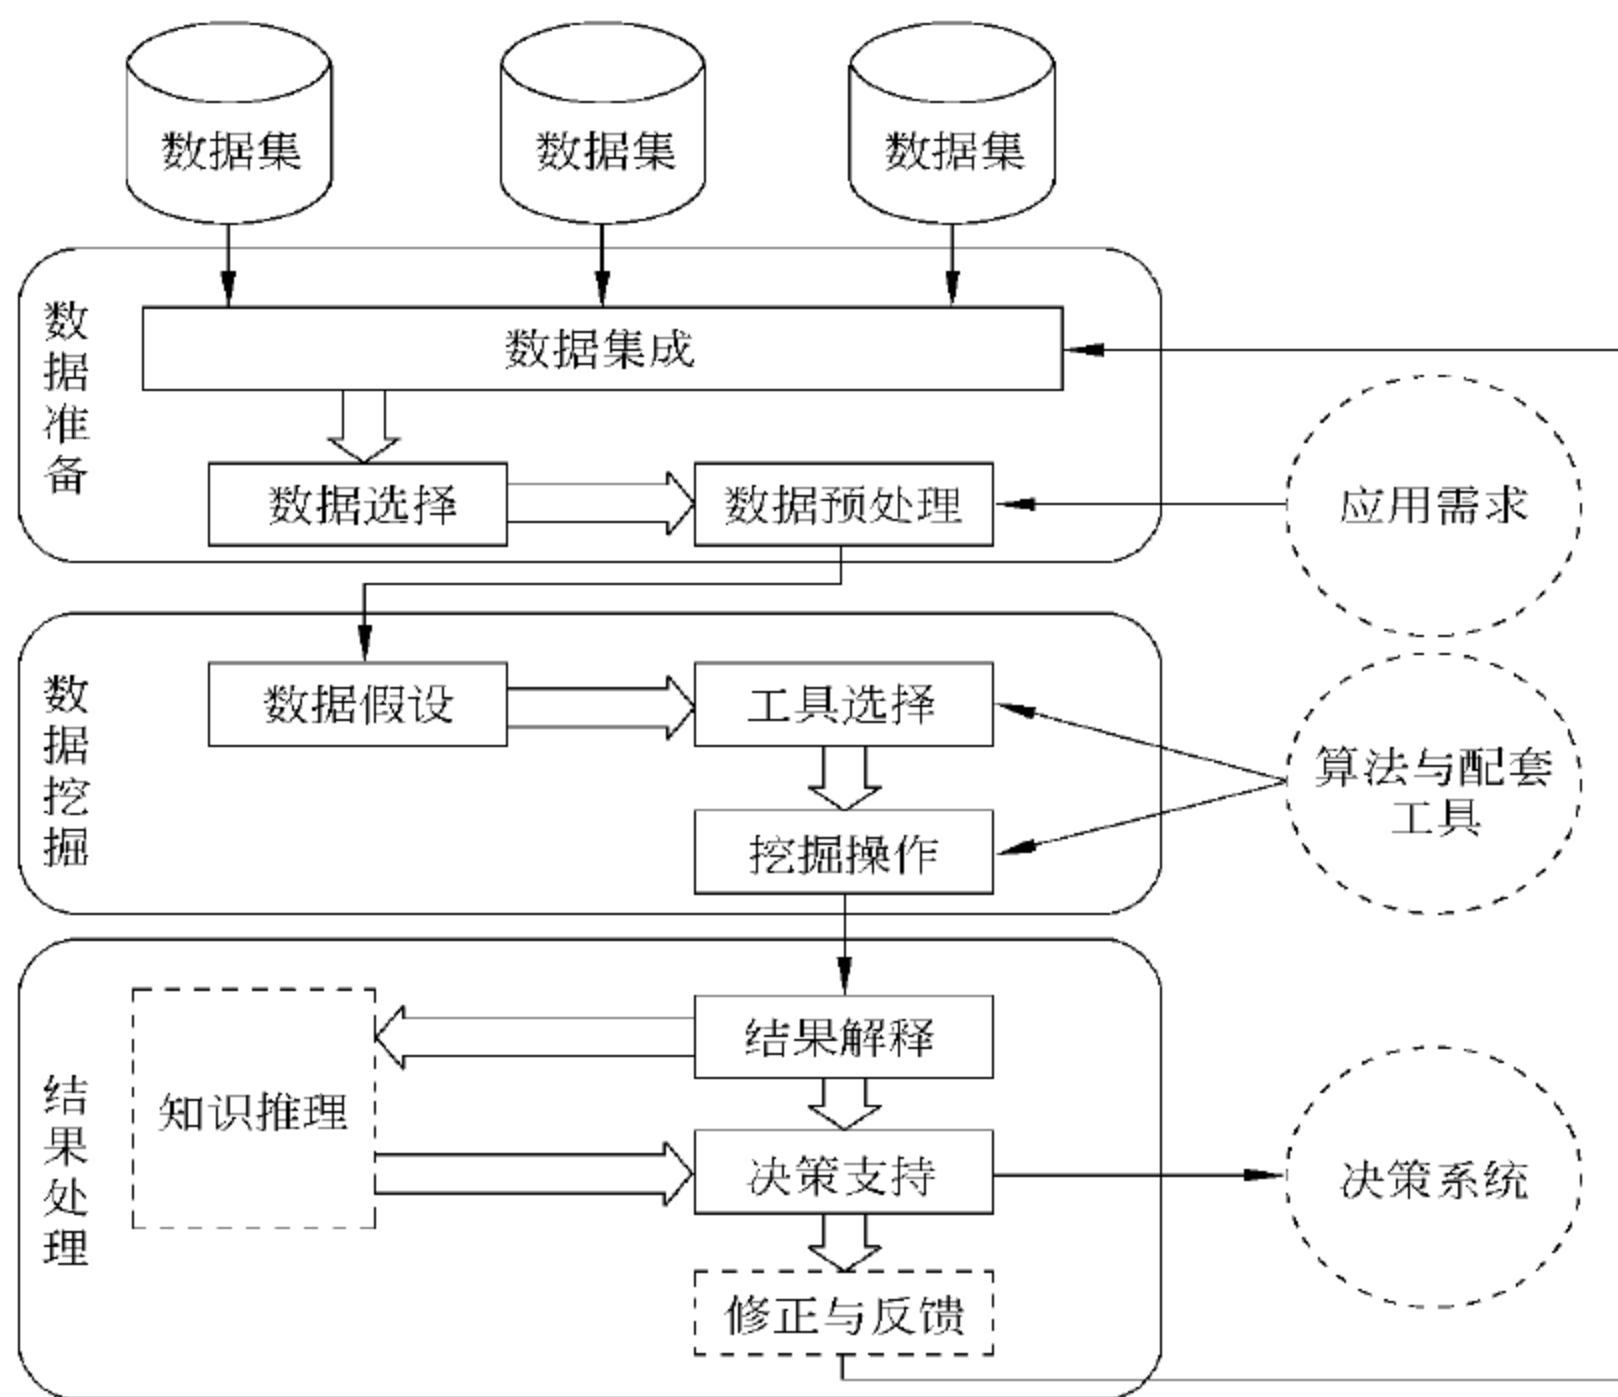 数据集
数据集
数据集
数据准备
数据集成
数据选择
数据预处理
应用需求
数据挖掘
数据假设
工具选择
算法与配套
工具
挖掘操作
结果处理
结果解释
知识推理
决策支持
决策系统
修正与反馈